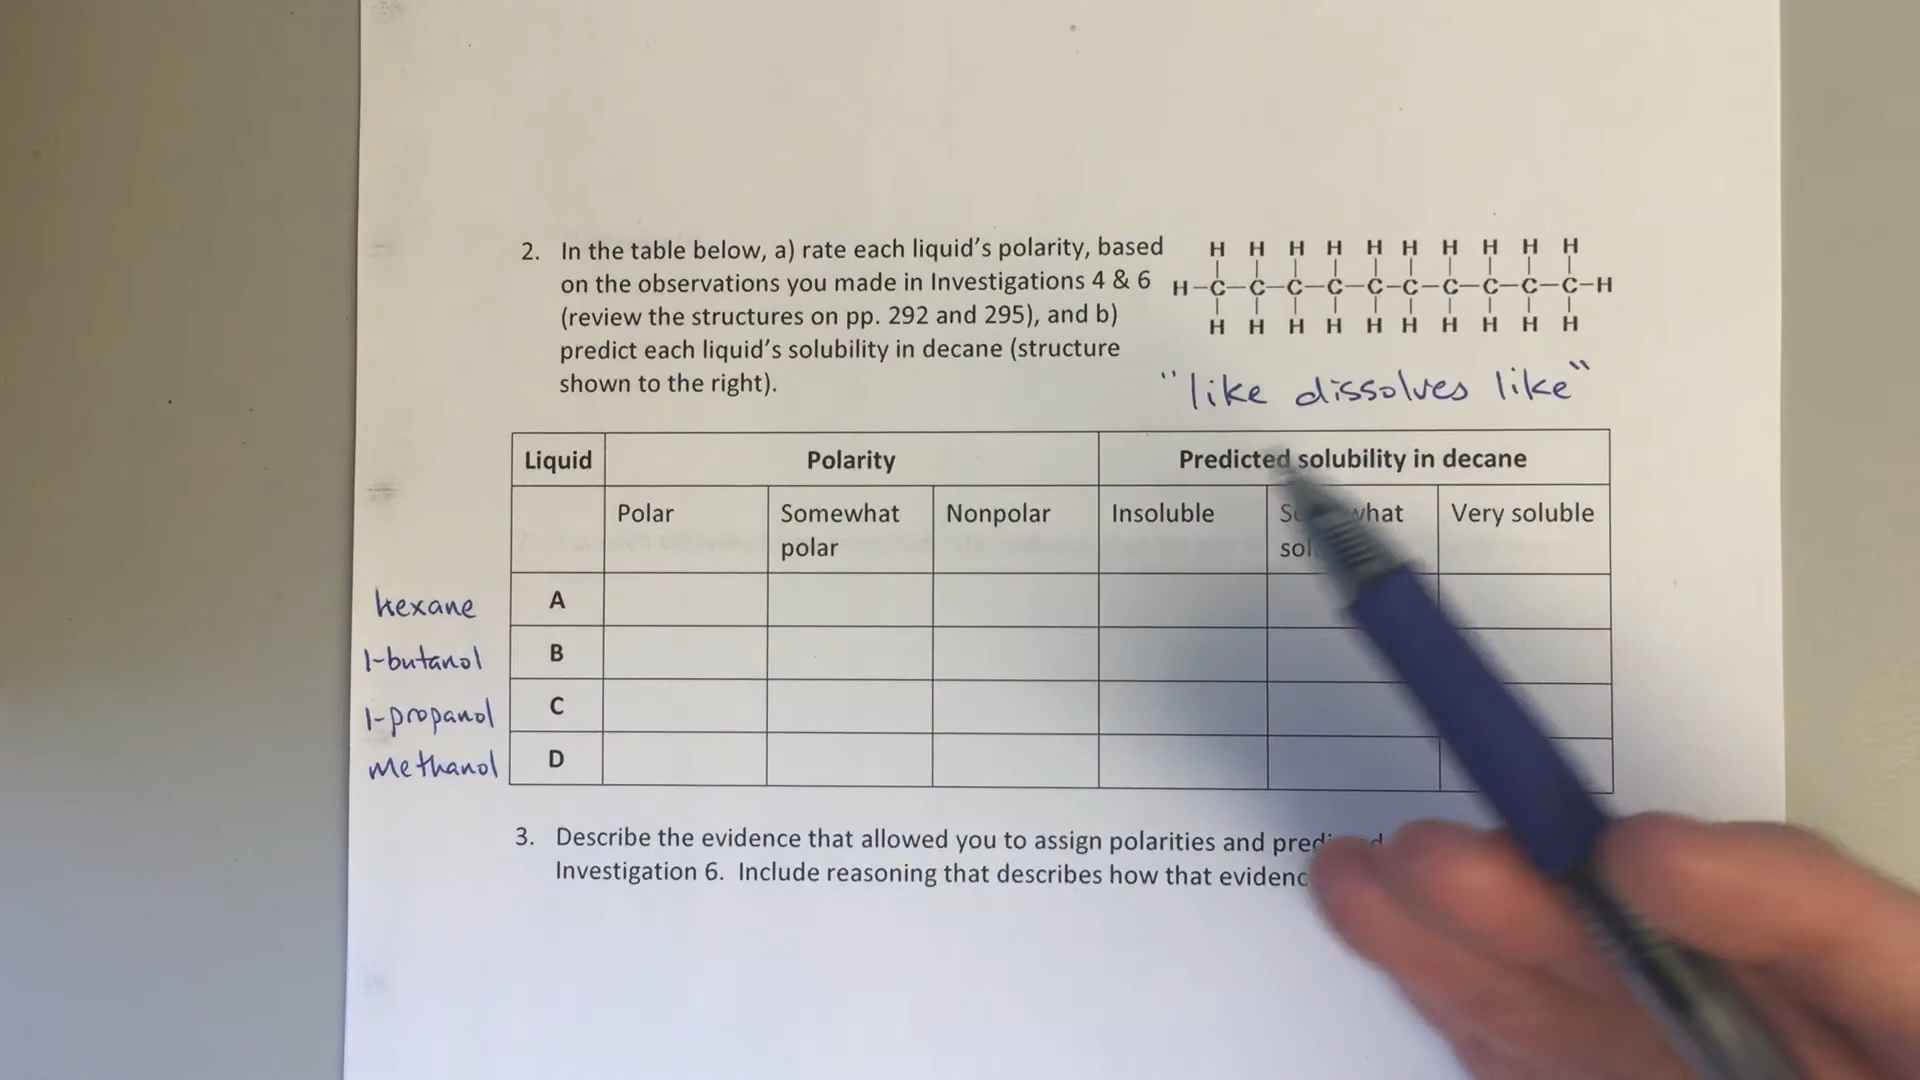 2. In the table below, a) rate each liquid's polarity, based
on the observations you made in Investigations 4 & 6
(review the structures on pp. 292 and 295), and b)
predict each liquid's solubility in decane (structure
shown to the right).
H H H H H H H H H H
H-C-C-C-C-C-C-C-C-C-C-H
H H H H H H H H H H
"like dissolves like"
Liquid Polarity Predicted solubility in decane
Polar Somewhat polar Nonpolar Insoluble Very soluble
hexane A
1-butanol B
1-propanol C
methanol D
3. Describe the evidence that allowed you to assign polarities and
Investigation 6. Include reasoning that describes how that